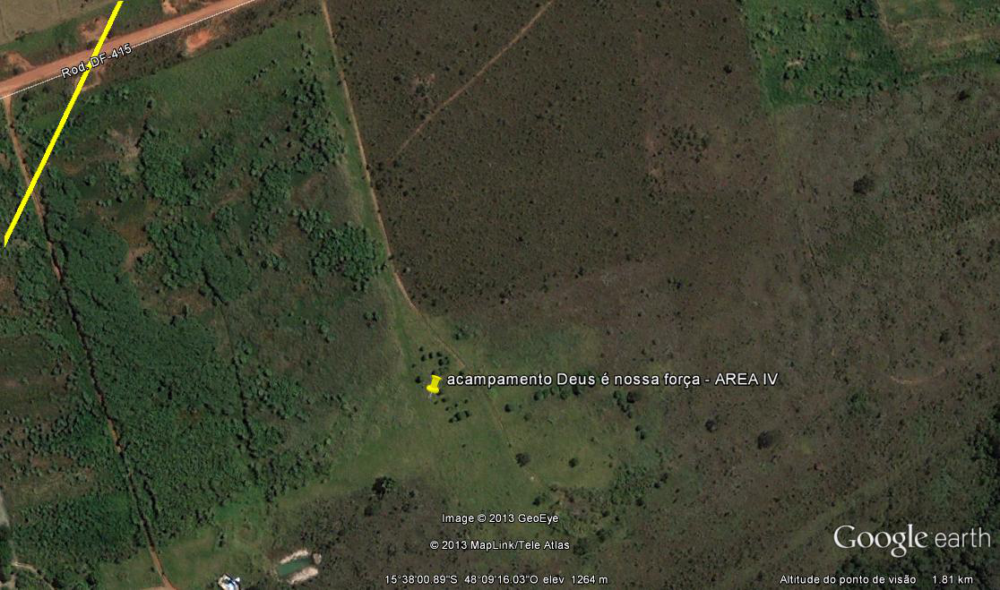 Rod. DF-415
acampamento Deus é nossa força - AREA IV
Image © 2013 GeoEye
© 2013 MapLink/Tele Atlas
Google earth
15°38'00.89"S 48°09'16.03"O elev 1264 m
Altitude do ponto de visão 1.81 km